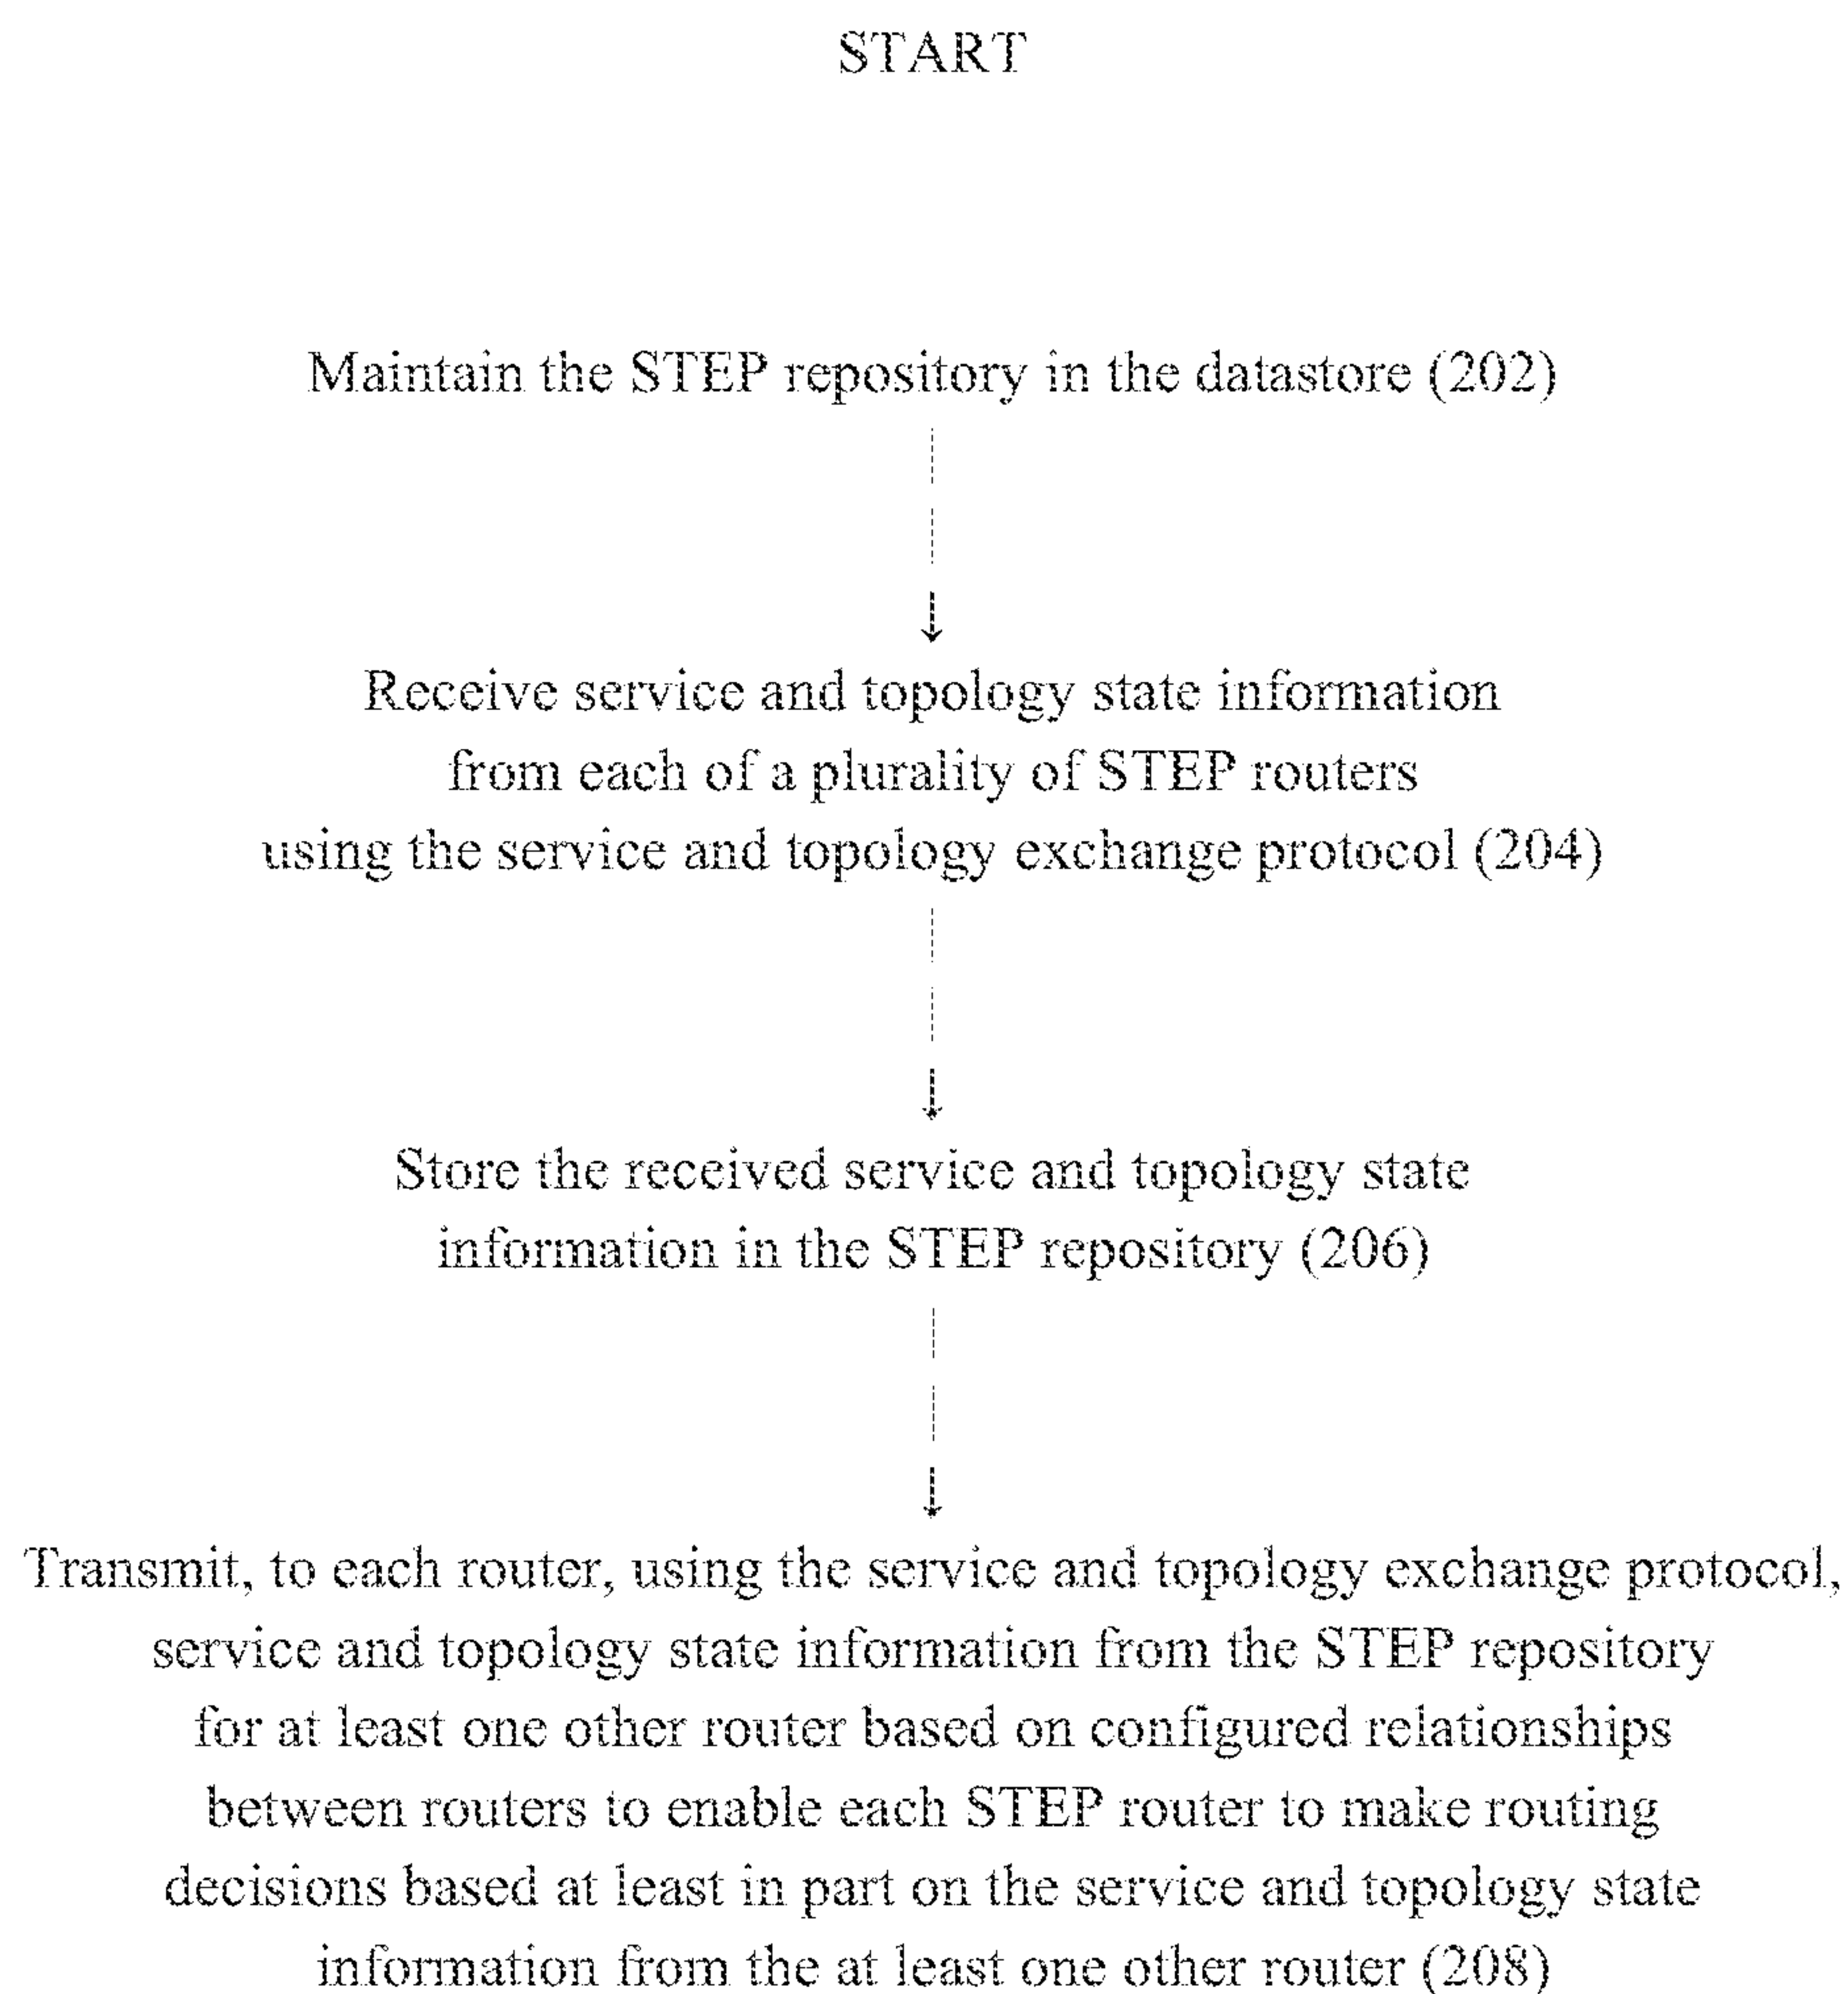 START
Maintain the STEP repository in the datastore (202)
Receive service and topology state information
from each of a plurality of STEP routers
using the service and topology exchange protocol (204)
Store the received service and topology state
information in the STEP repository (206)
Transmit, to each router, using the service and topology exchange protocol,
service and topology state information from the STEP repository
for at least one other router based on configured relationships
between routers to enable each STEP router to make routing
decisions based at least in part on the service and topology state
information from the at least one other router (208)